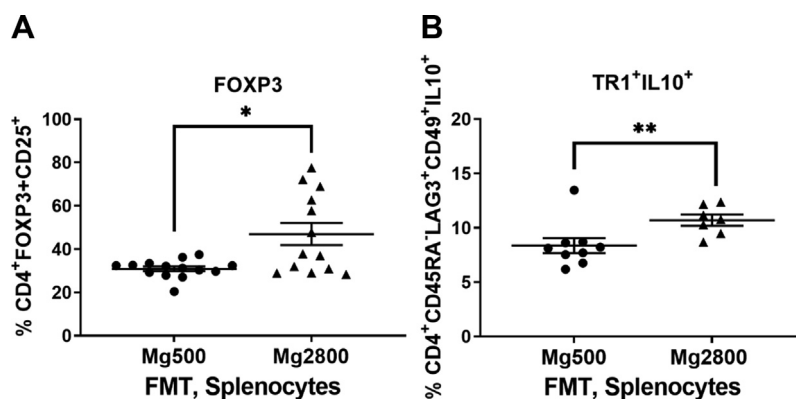 A
FOXP3
*
% CD4⁺FOXP3+CD25⁺
100
80
60
40
20
0
Mg500 Mg2800
FMT, Splenocytes
B
TR1⁺IL10⁺
**
% CD4⁺CD45RA⁻LAG3⁺CD49⁺IL10⁺
20
15
10
5
0
Mg500 Mg2800
FMT, Splenocytes